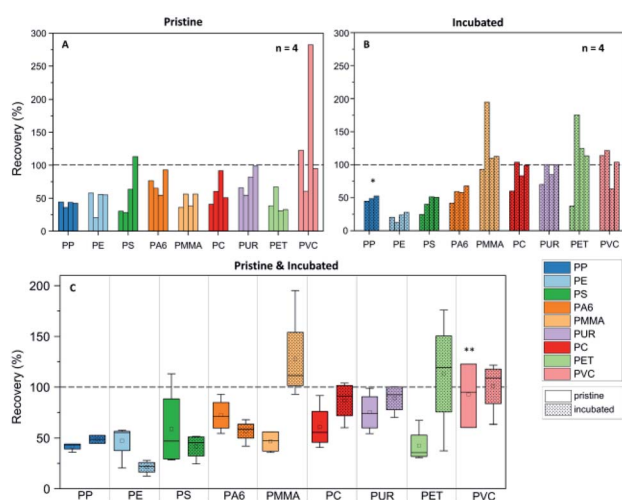 Pristine
Incubated
A
n = 4
B
n = 4
Recovery (%)
300
250
200
150
100
50
0
*
PP PE PS PA6 PMMA PC PUR PET PVC
Recovery (%)
300
250
200
150
100
50
0
PP PE PS PA6 PMMA PC PUR PET PVC
Pristine & Incubated
C
Recovery (%)
200
150
100
50
0
**
PP PE PS PA6 PMMA PC PUR PET PVC
PP
PE
PS
PA6
PMMA
PUR
PC
PET
PVC
pristine
incubated